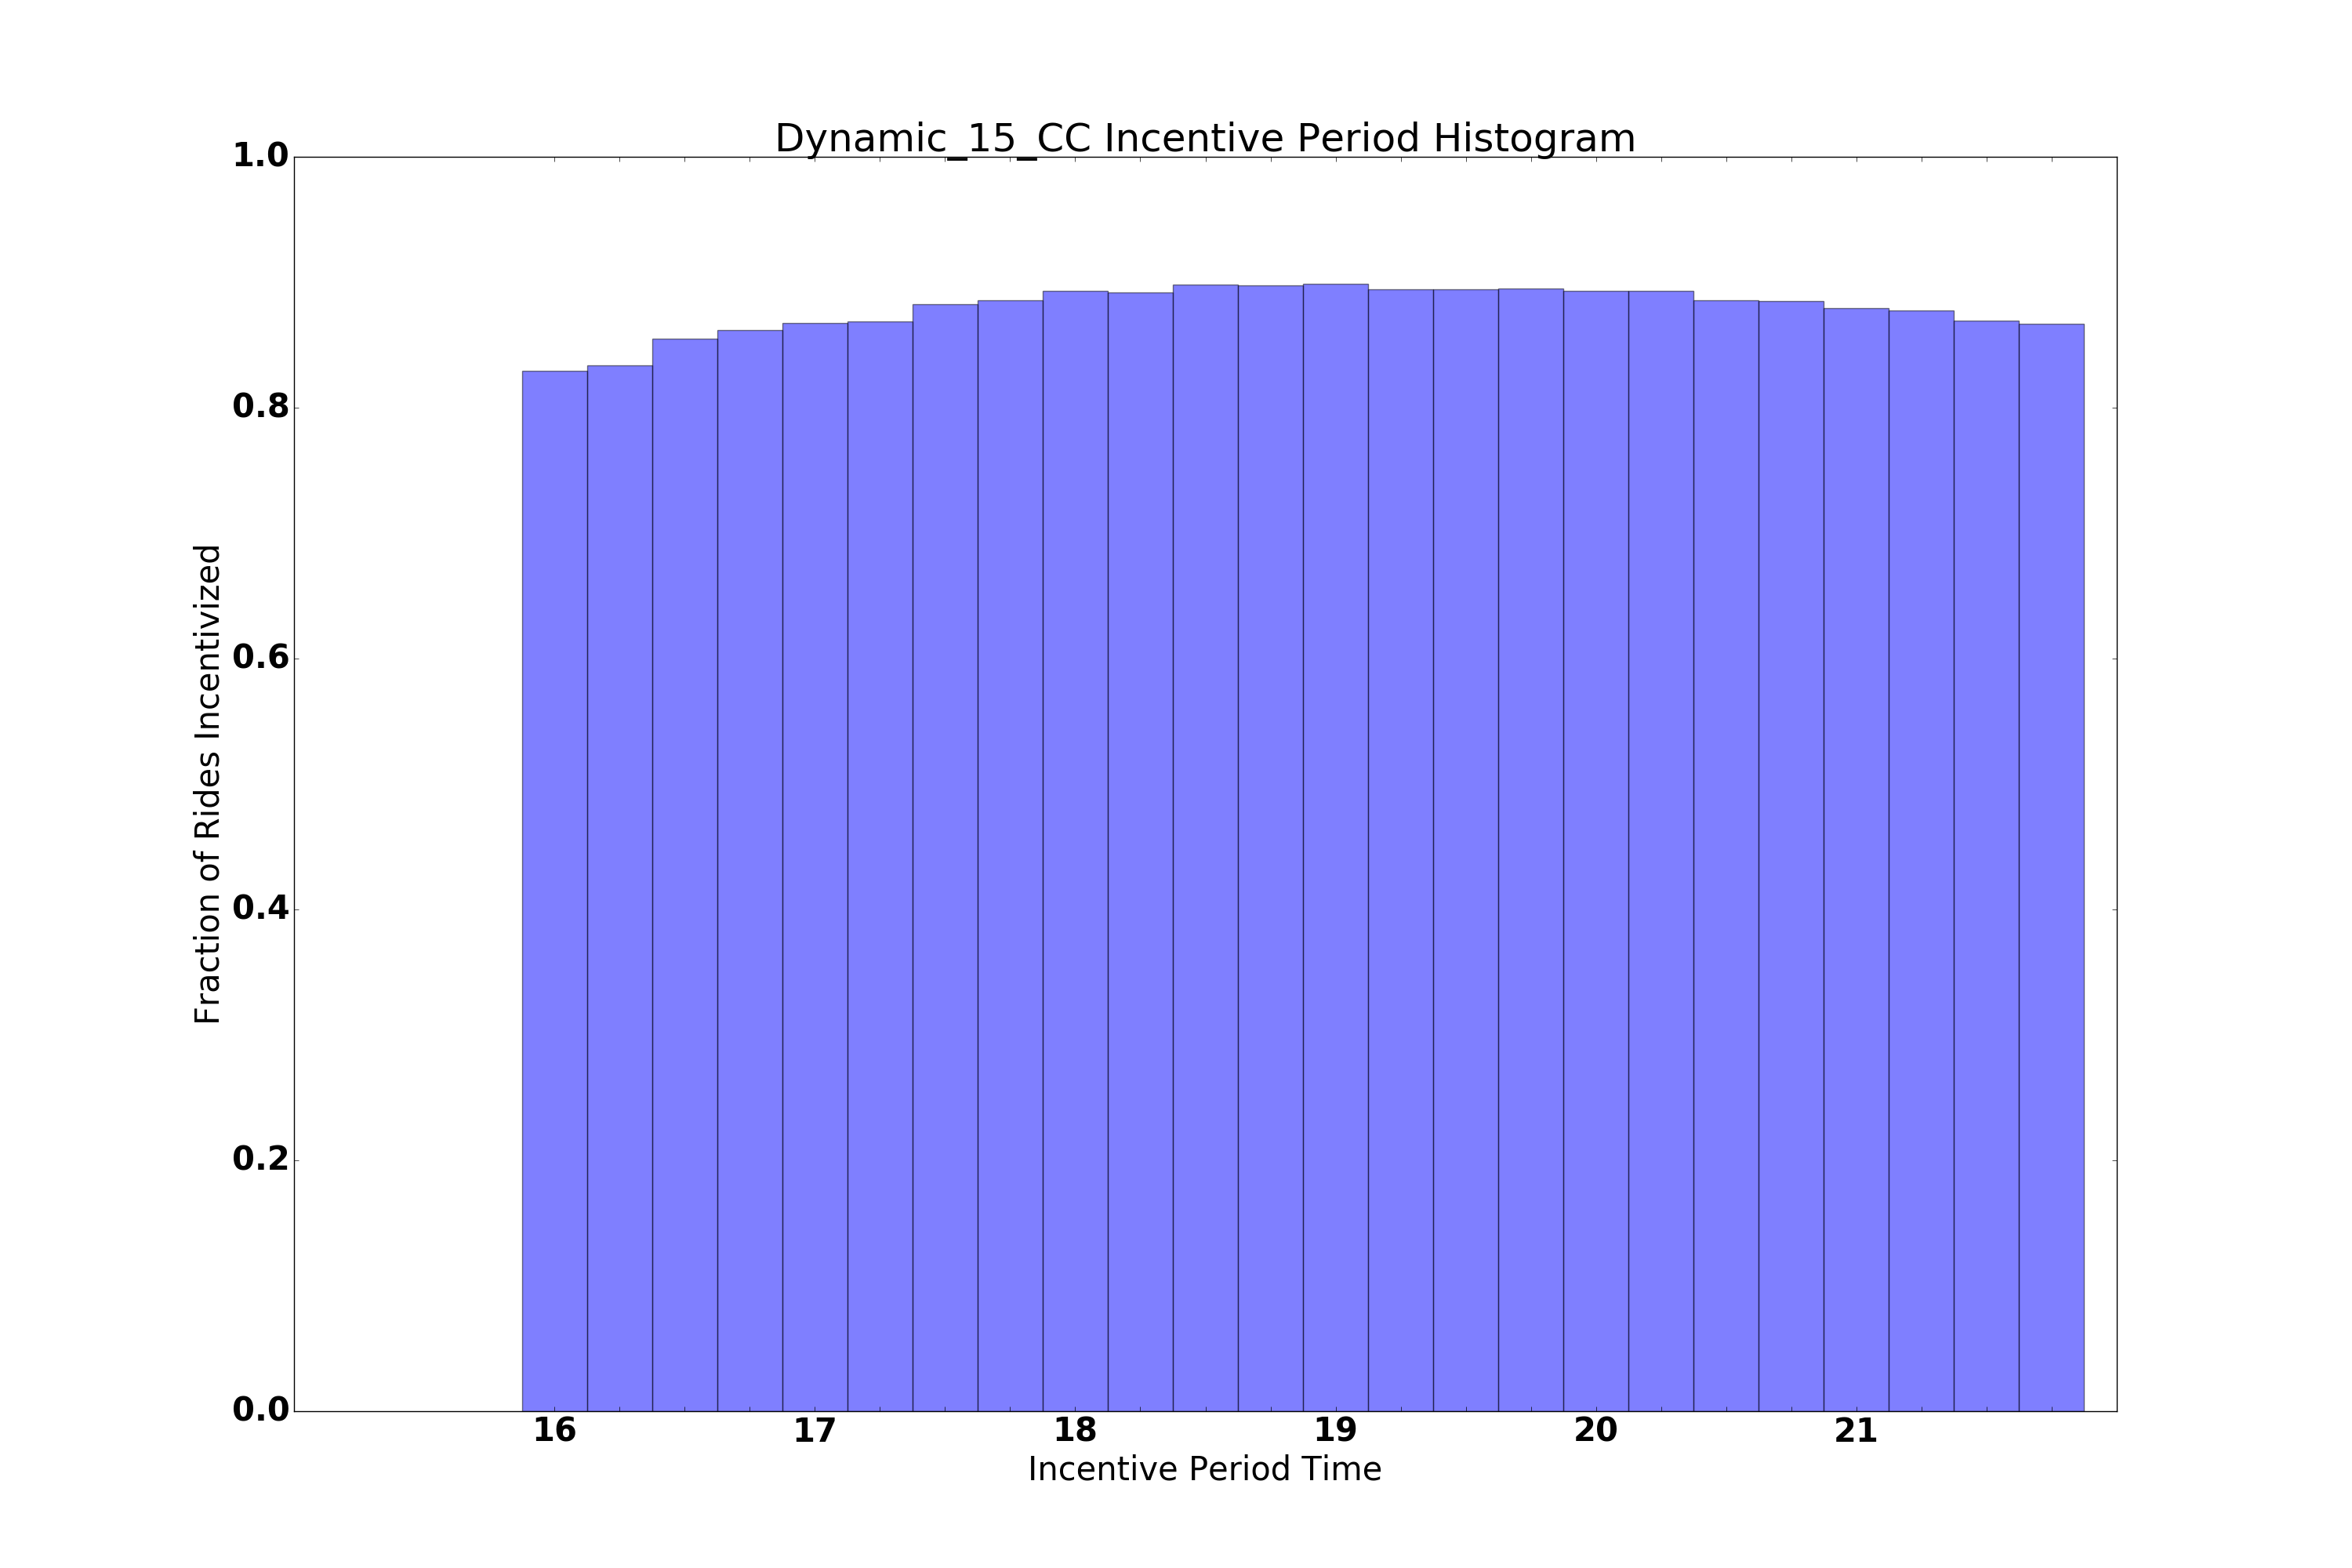 Dynamic_15_CC Incentive Period Histogram
1.0
0.8
0.6
0.4
0.2
0.0
Fraction of Rides Incentivized
16 17 18 19 20 21
Incentive Period Time